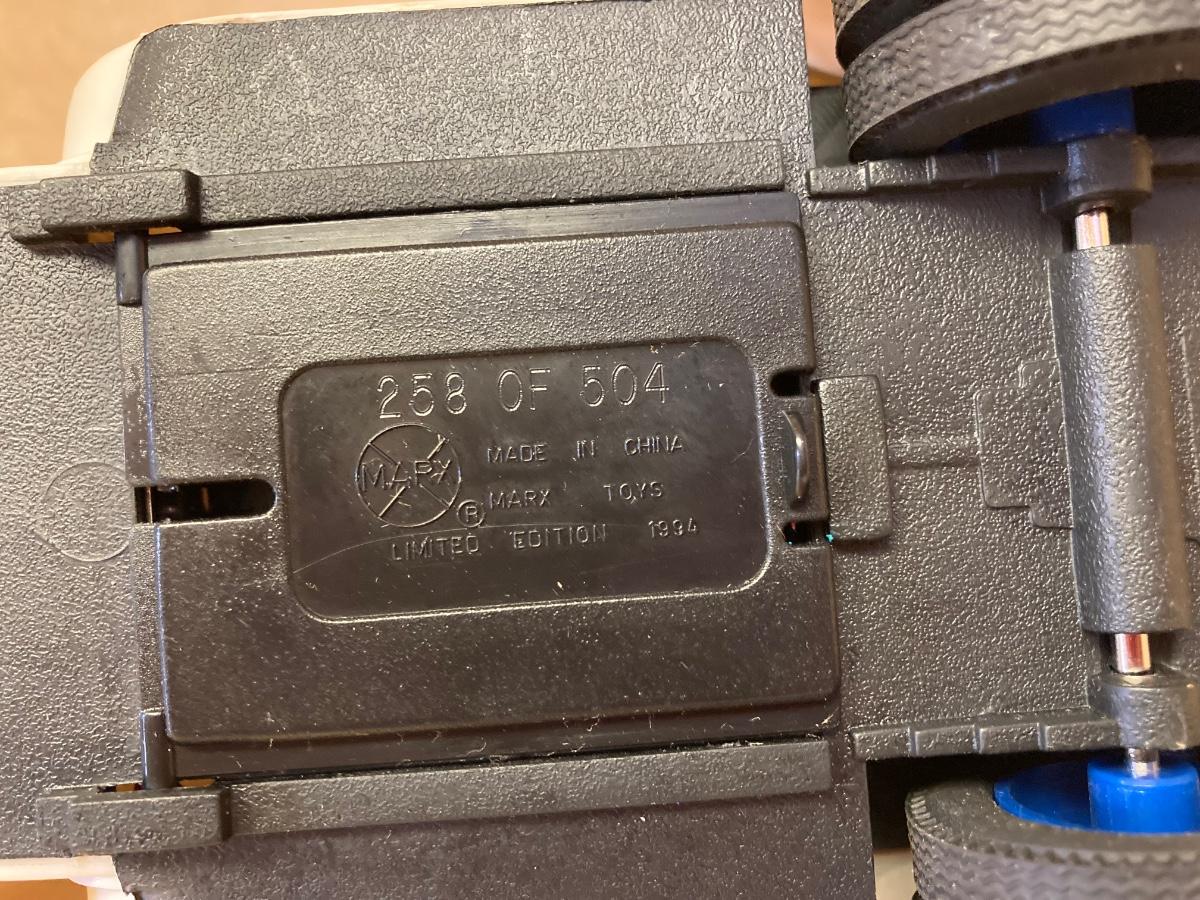 258 OF 504
MARX
MADE IN CHINA
®MARX TOYS
LIMITED EDITION 1994